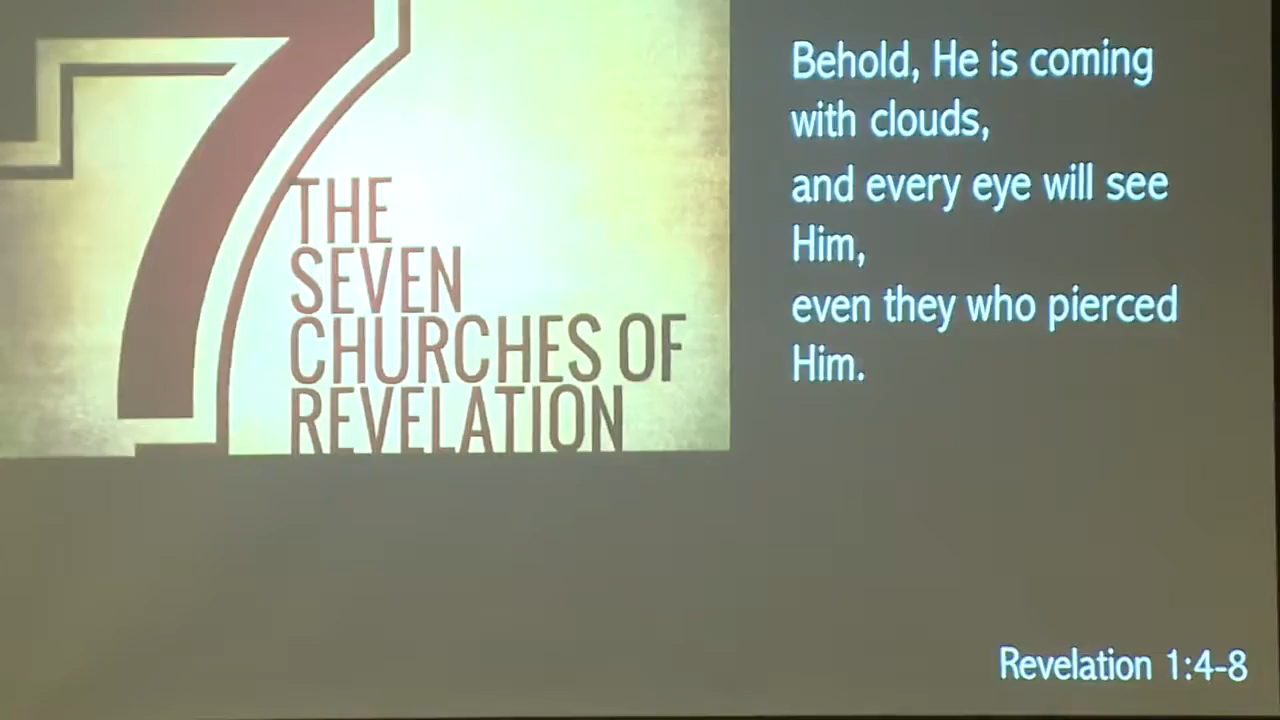 7
THE
SEVEN
CHURCHES OF
REVELATION
Behold, He is coming
with clouds,
and every eye will see
Him,
even they who pierced
Him.
Revelation 1:4-8